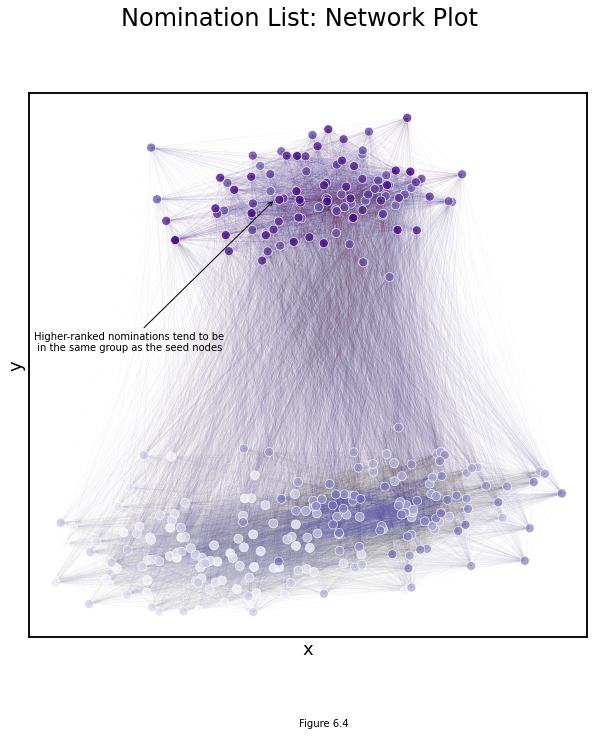 Nomination List: Network Plot
Higher-ranked nominations tend to be
in the same group as the seed nodes
y
x
Figure 6.4